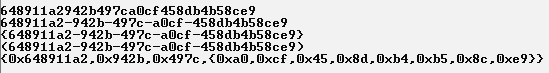 648911a2942b497ca0cf458db4b58ce9
648911a2-942b-497c-a0cf-458db4b58ce9
{648911a2-942b-497c-a0cf-458db4b58ce9}
(648911a2-942b-497c-a0cf-458db4b58ce9)
{0x648911a2,0x942b,0x497c,{0xa0,0xcf,0x45,0x8d,0xb4,0xb5,0x8c,0xe9}}